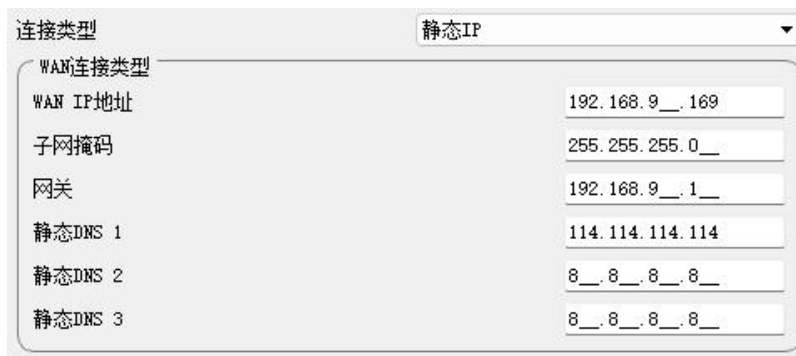 连接类型 静态IP
WAN连接类型
WAN IP地址 192.168.9__.169
子网掩码 255.255.255.0__
网关 192.168.9__.1__
静态DNS 1 114.114.114.114
静态DNS 2 8__.8__.8__.8__
静态DNS 3 8__.8__.8__.8__